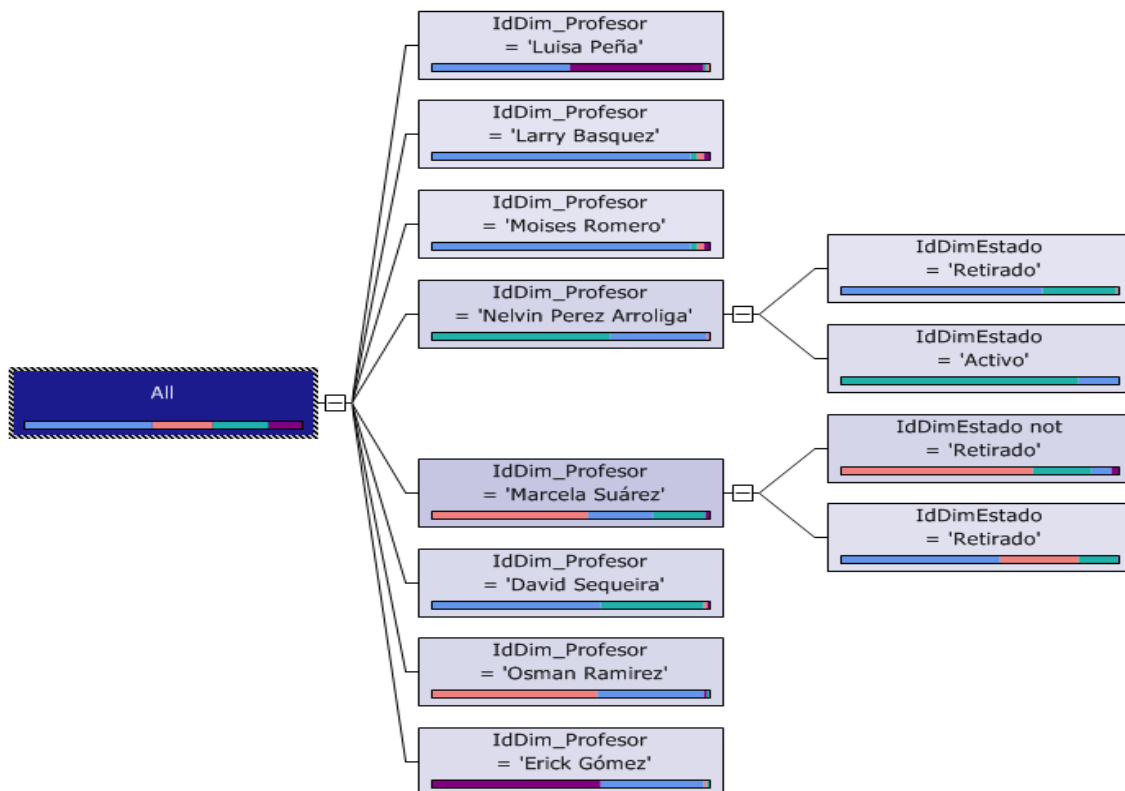 IdDim_Profesor
= 'Luisa Peña'
IdDim_Profesor
= 'Larry Basquez'
IdDim_Profesor
= 'Moises Romero'
IdDim_Profesor
= 'Nelvin Perez Arroliga'
IdDimEstado
= 'Retirado'
IdDimEstado
= 'Activo'
All
IdDim_Profesor
= 'Marcela Suárez'
IdDimEstado not
= 'Retirado'
IdDimEstado
= 'Retirado'
IdDim_Profesor
= 'David Sequeira'
IdDim_Profesor
= 'Osman Ramirez'
IdDim_Profesor
= 'Erick Gómez'